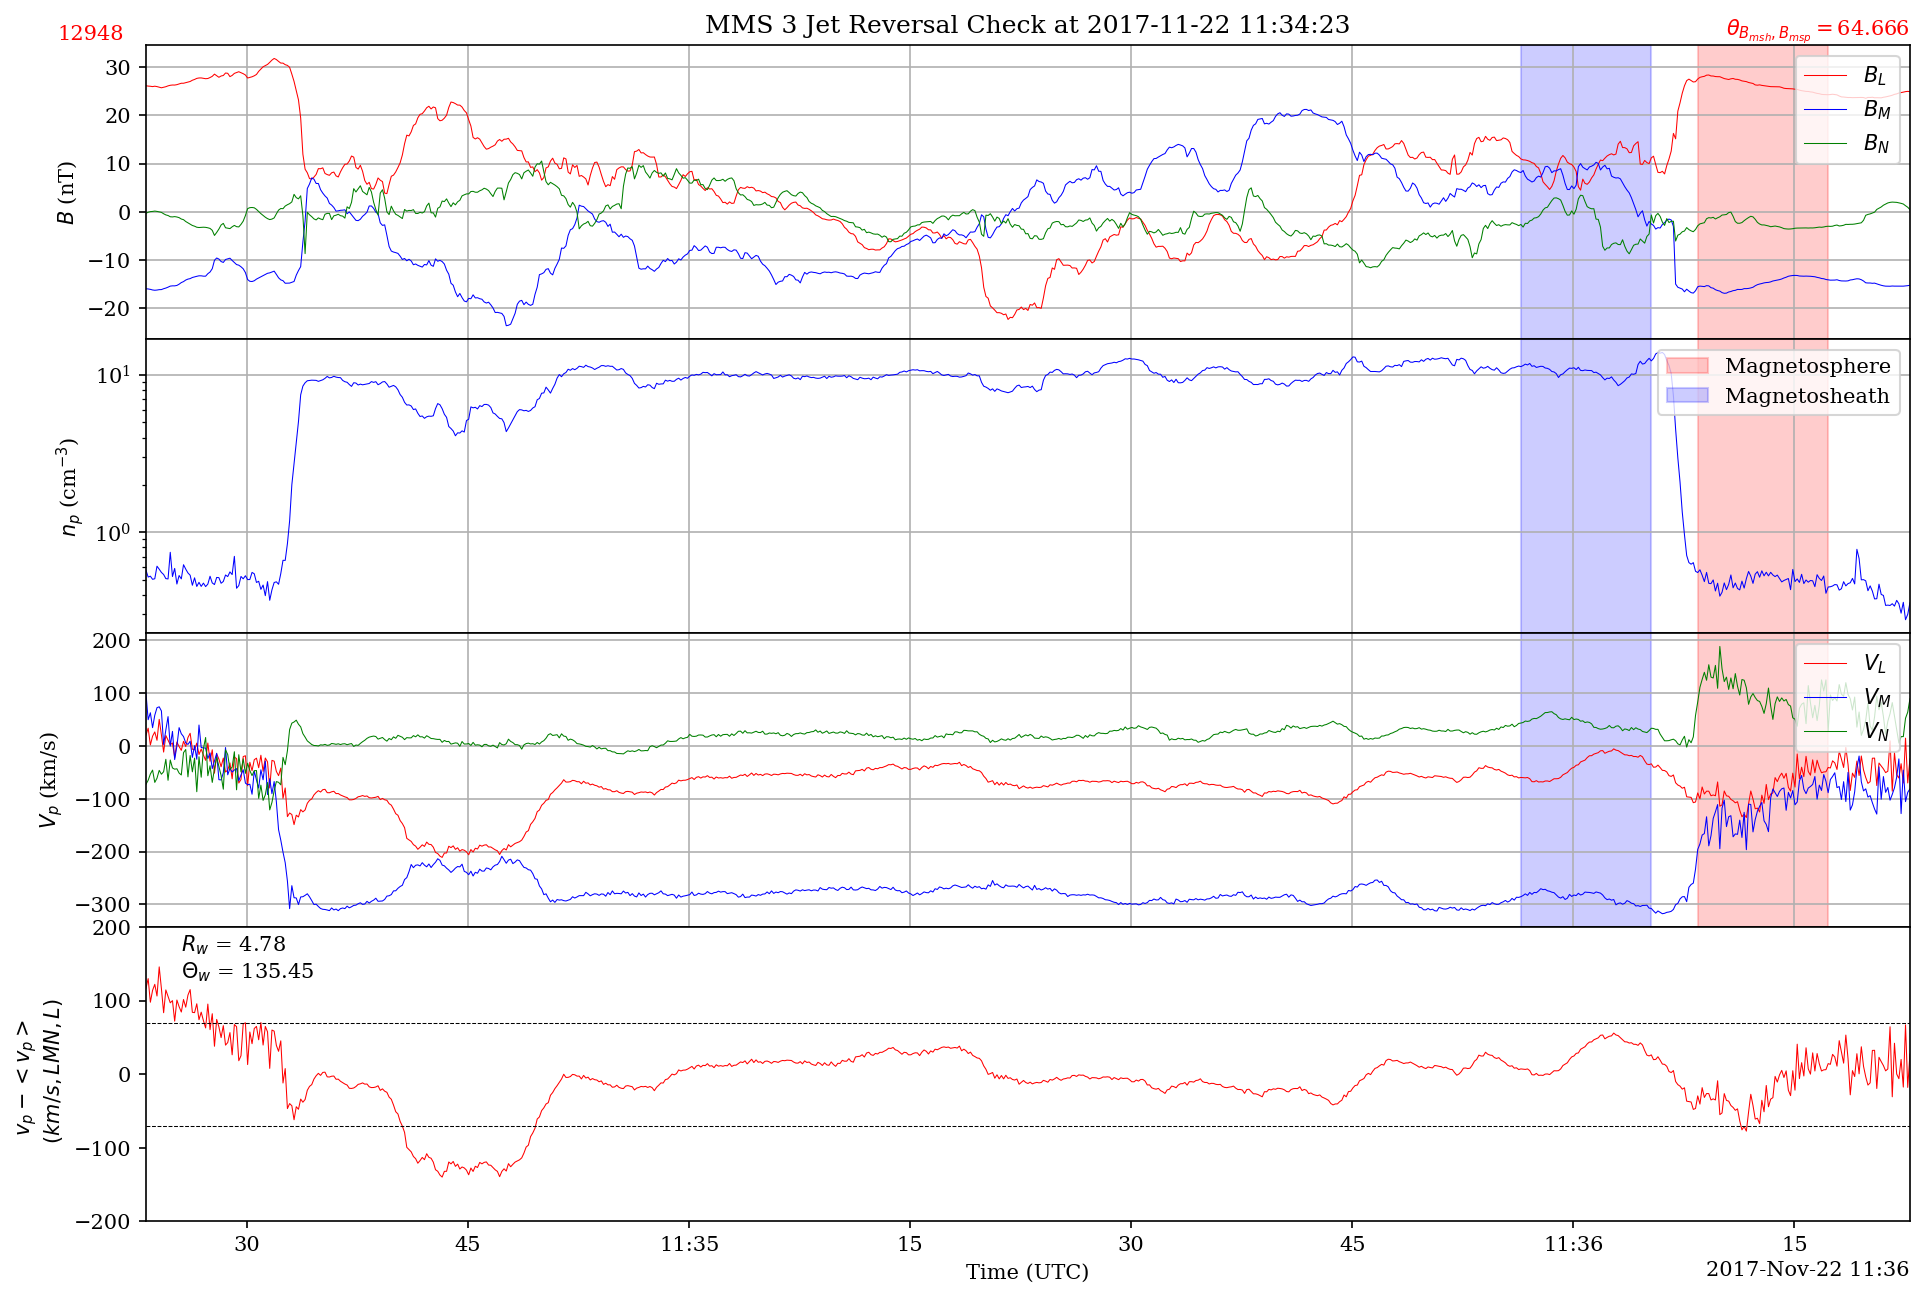 MMS 3 Jet Reversal Check at 2017-11-22 11:34:23
12948
θ_{B_{msh}, B_{msp}} = 64.666
30
20
10
0
−10
−20
B (nT)
B_L
B_M
B_N
10^1
10^0
n_p (cm^{−3})
Magnetosphere
Magnetosheath
200
100
0
−100
−200
−300
V_p (km/s)
V_L
V_M
V_N
200
100
0
−100
−200
v_p − < v_p >
(km/s, LMN, L)
R_w = 4.78
Θ_w = 135.45
30
45
11:35
15
30
45
11:36
15
Time (UTC)
2017-Nov-22 11:36